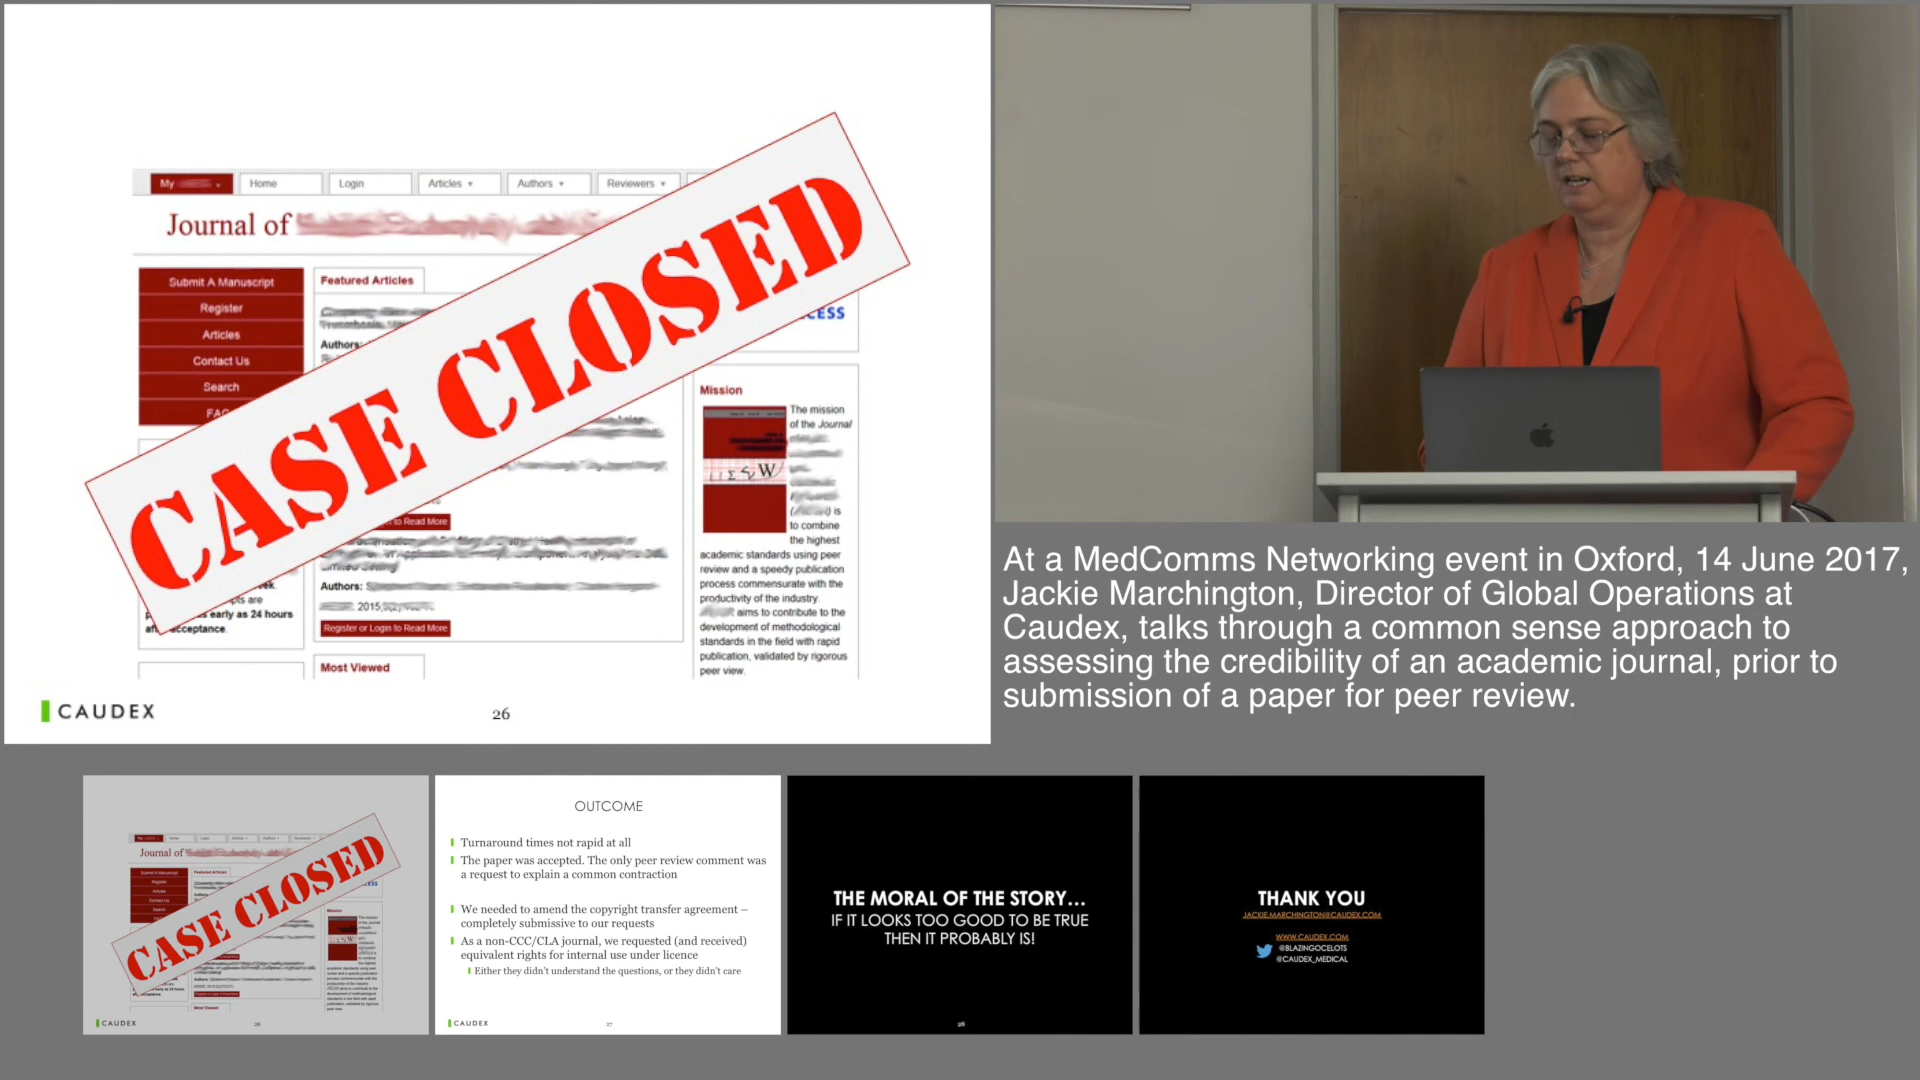 My
Home
Login
Articles
Authors
Reviewers
Journal of
Submit A Manuscript
Register
Articles
Contact Us
Search
FAQ
Featured Articles
Authors:
CESS
CASE CLOSED
to Read More
Authors:
2015
Register or Login to Read More
Most Viewed
early as 24 hours
acceptance.
Mission
The mission
of the Journal
is
to combine
the highest
academic standards using peer
review and a speedy publication
process commensurate with the
productivity of the industry.
aims to contribute to the
development of methodological
standards in the field with rapid
publication, validated by rigorous
peer view.
CAUDEX
26
At a MedComms Networking event in Oxford, 14 June 2017,
Jackie Marchington, Director of Global Operations at
Caudex, talks through a common sense approach to
assessing the credibility of an academic journal, prior to
submission of a paper for peer review.
Journal of
CASE CLOSED
CAUDEX
26
OUTCOME
Turnaround times not rapid at all
The paper was accepted. The only peer review comment was
a request to explain a common contraction
We needed to amend the copyright transfer agreement –
completely submissive to our requests
As a non-CCC/CLA journal, we requested (and received)
equivalent rights for internal use under licence
Either they didn't understand the questions, or they didn't care
CAUDEX
27
THE MORAL OF THE STORY...
IF IT LOOKS TOO GOOD TO BE TRUE
THEN IT PROBABLY IS!
28
THANK YOU
JACKIE.MARCHINGTON@CAUDEX.COM
WWW.CAUDEX.COM
@BLAZINGOCELOTS
@CAUDEX_MEDICAL